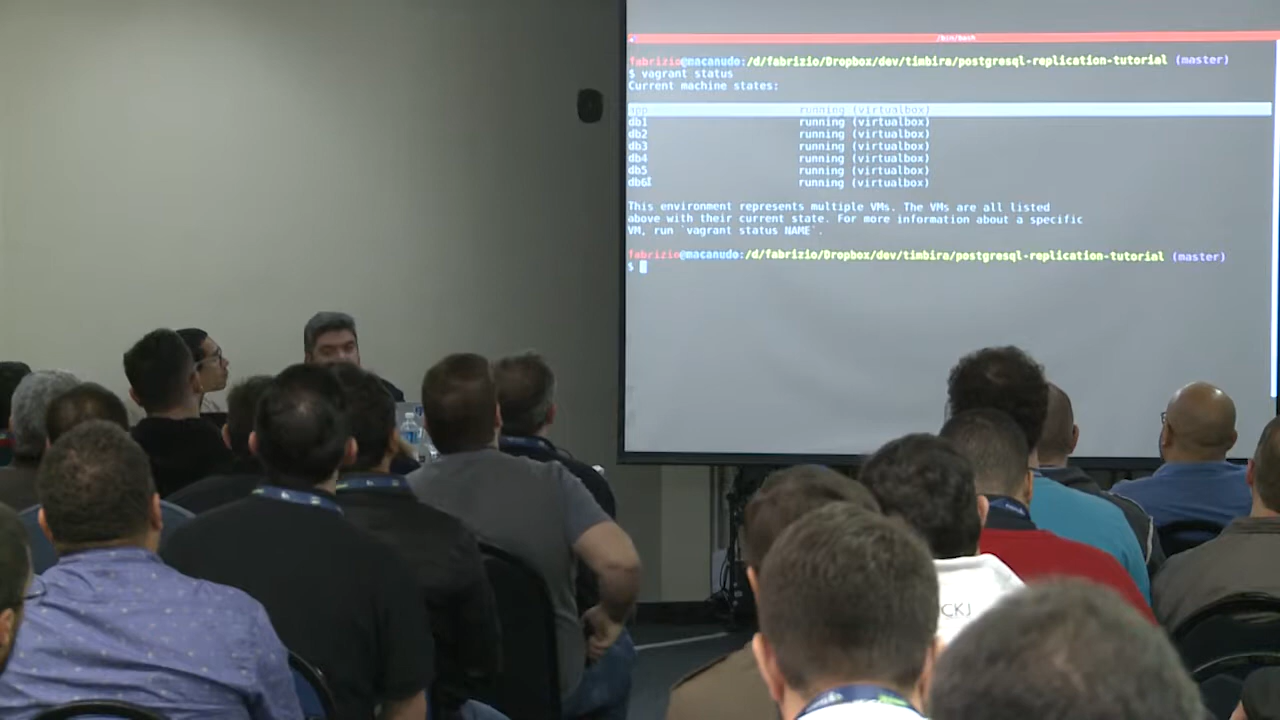 /bin/bash
fabrizio@macanudo:/d/fabrizio/Dropbox/dev/timbira/postgresql-replication-tutorial (master)
$ vagrant status
Current machine states:
app running (virtualbox)
db1 running (virtualbox)
db2 running (virtualbox)
db3 running (virtualbox)
db4 running (virtualbox)
db5 running (virtualbox)
db6 running (virtualbox)
This environment represents multiple VMs. The VMs are all listed
above with their current state. For more information about a specific
VM, run `vagrant status NAME`.
fabrizio@macanudo:/d/fabrizio/Dropbox/dev/timbira/postgresql-replication-tutorial (master)
$
CKJ